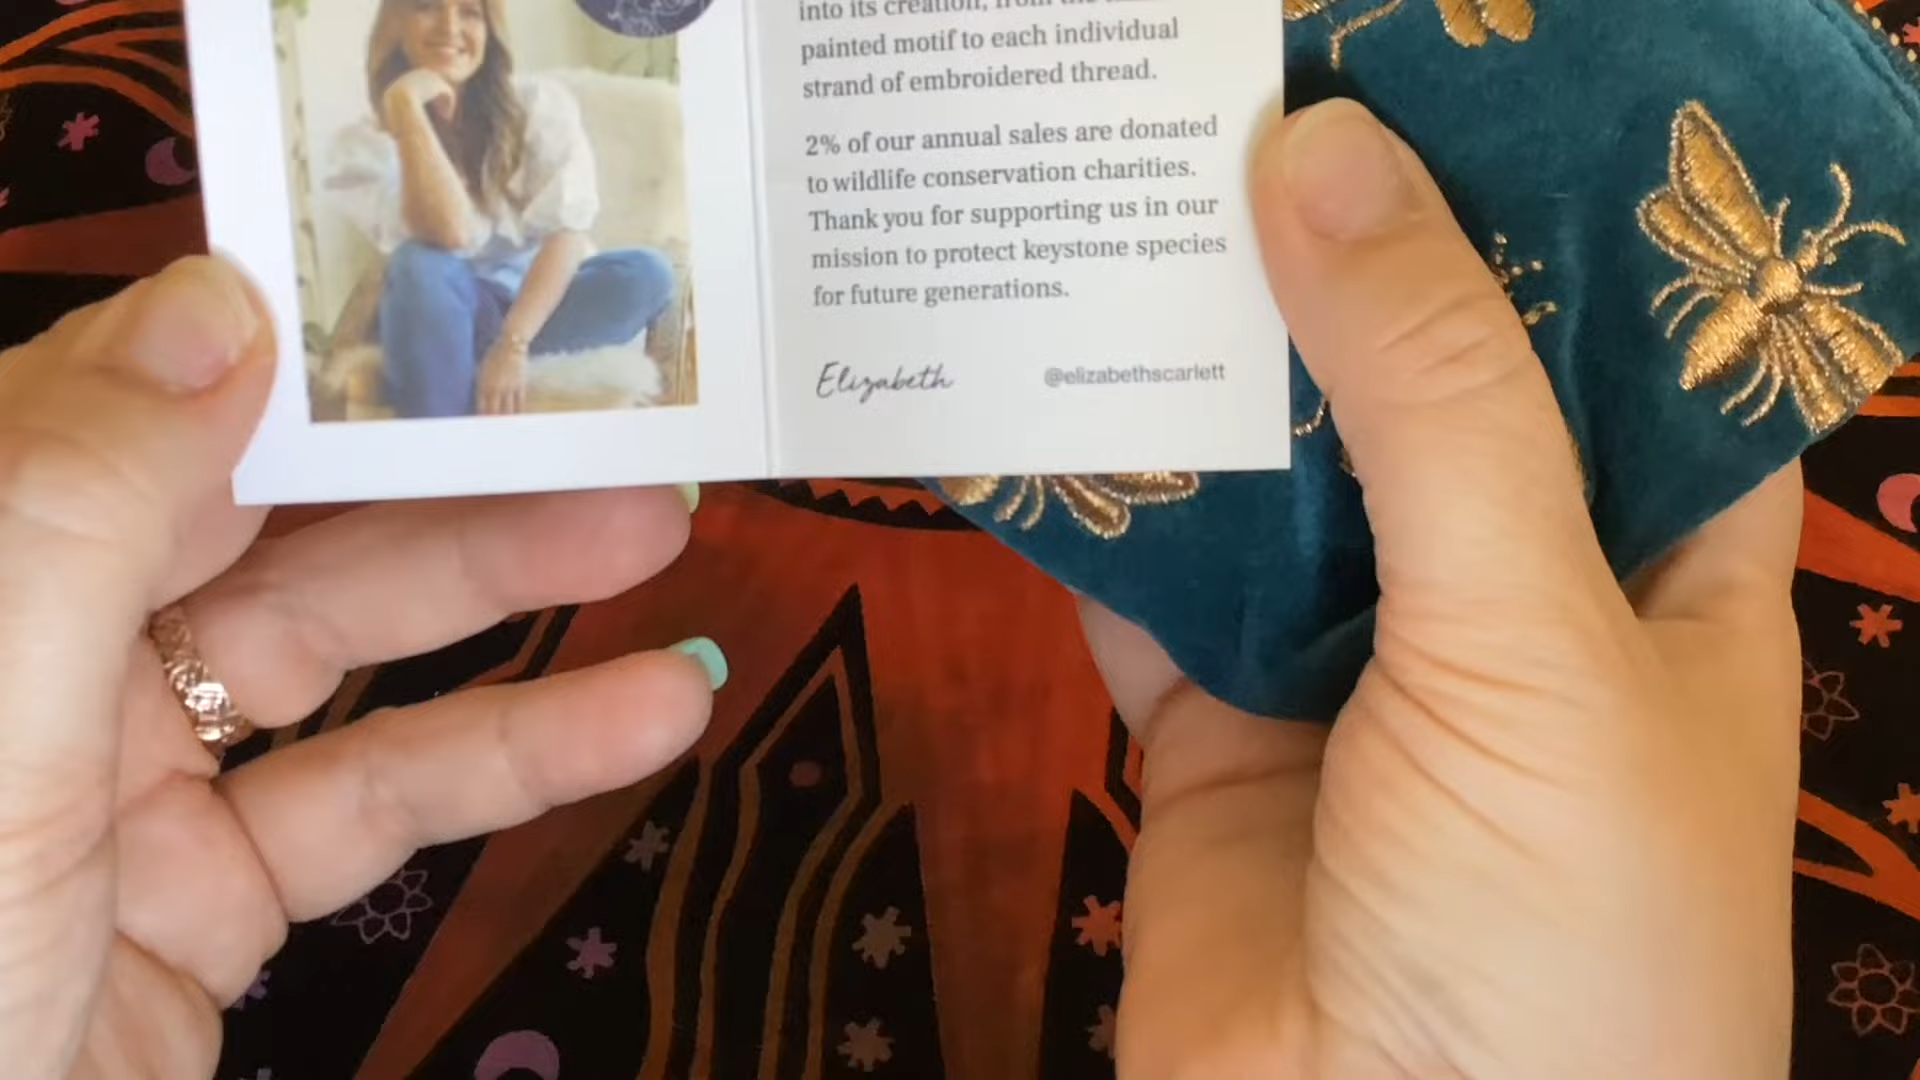 into its creation, from the
painted motif to each individual
strand of embroidered thread.
2% of our annual sales are donated
to wildlife conservation charities.
Thank you for supporting us in our
mission to protect keystone species
for future generations.
Elizabeth
@elizabethscarlett